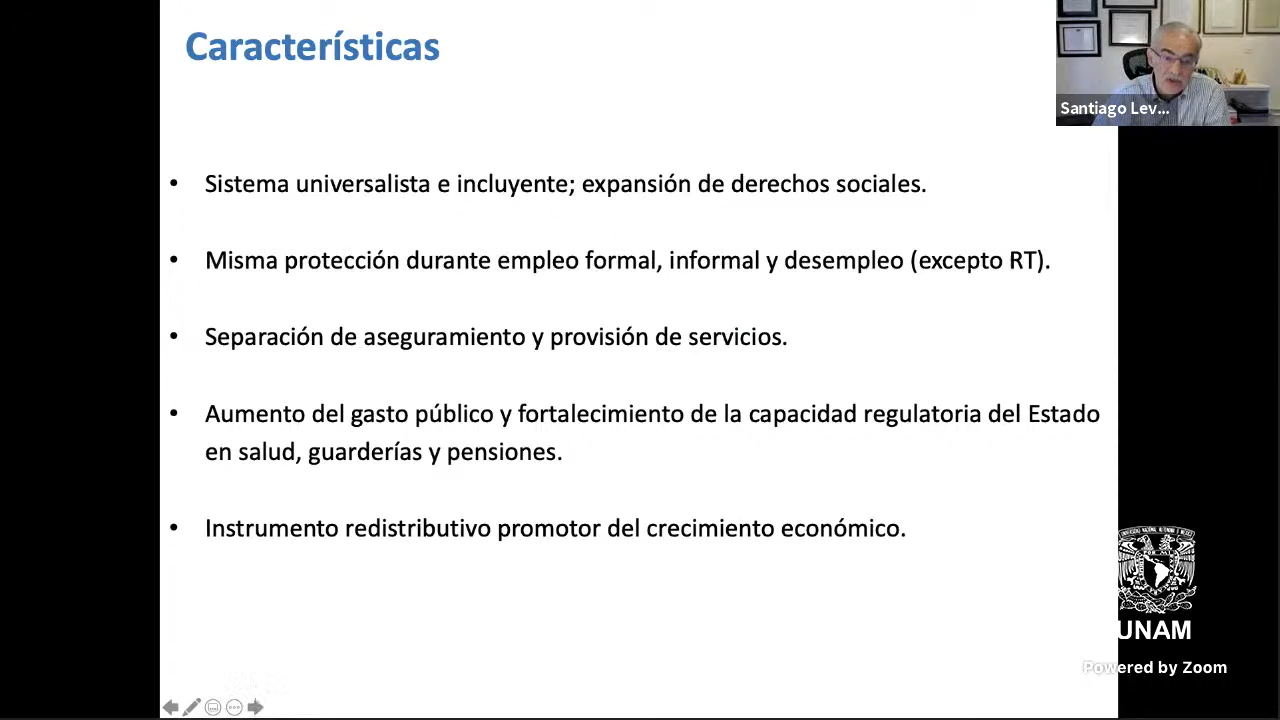 Características
Santiago Lev...
• Sistema universalista e incluyente; expansión de derechos sociales.
• Misma protección durante empleo formal, informal y desempleo (excepto RT).
• Separación de aseguramiento y provisión de servicios.
• Aumento del gasto público y fortalecimiento de la capacidad regulatoria del Estado
en salud, guarderías y pensiones.
• Instrumento redistributivo promotor del crecimiento económico.
UNAM
Powered by Zoom